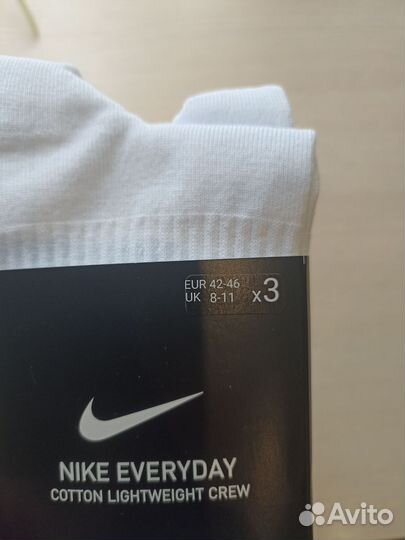 EUR 42-46
UK 8-11 x3
NIKE EVERYDAY
COTTON LIGHTWEIGHT CREW
Avito